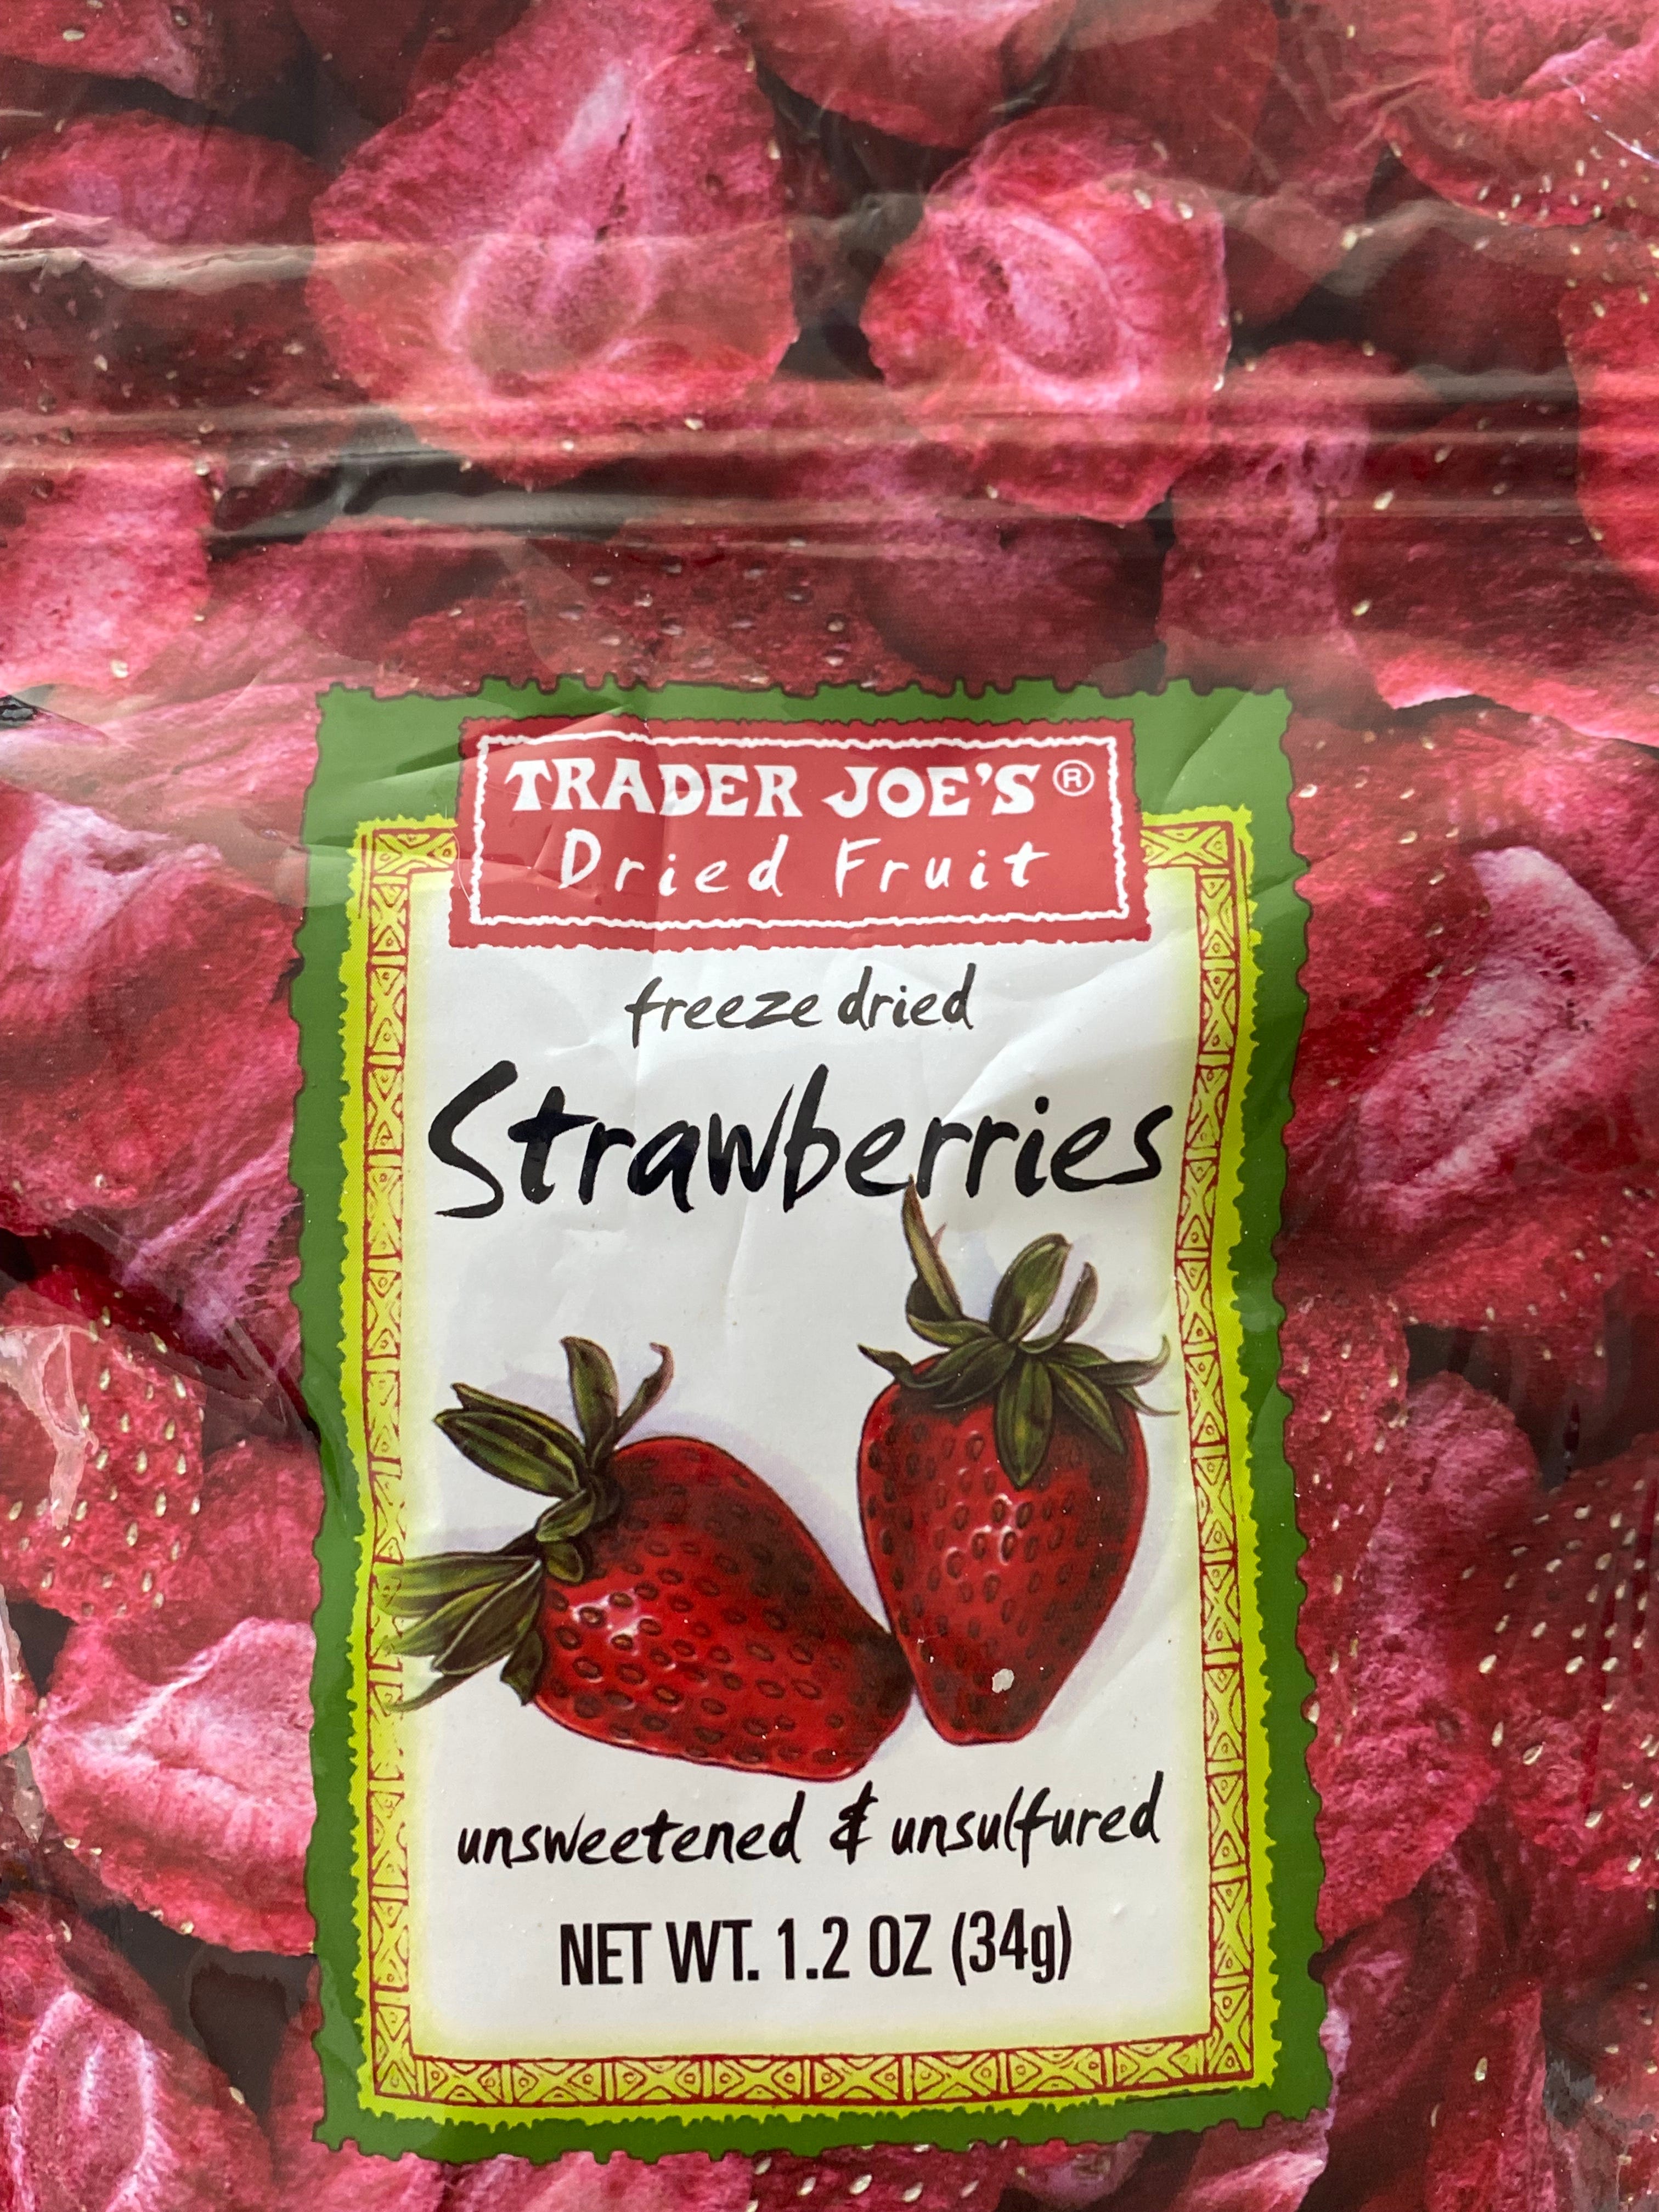 TRADER JOE'S®
Dried Fruit
freeze dried
Strawberries
unsweetened & unsulfured
NET WT. 1.2 OZ (34g)